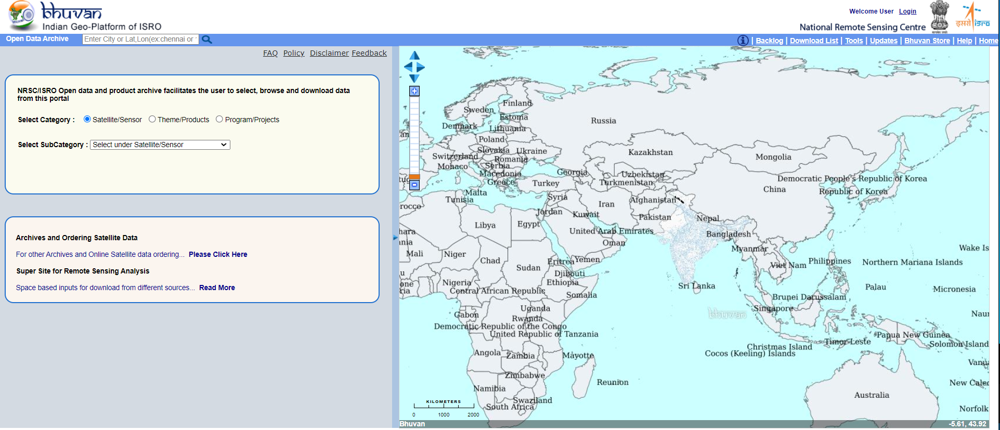 bhuvan
Indian Geo-Platform of ISRO
Welcome User Login
National Remote Sensing Centre
सत्यमेव जयते
इसरो isro
Open Data Archive
Enter City or Lat,Lon(ex:chennai or
| Backlog | Download List | Tools | Updates | Bhuvan Store | Help | Home
FAQ Policy Disclaimer Feedback
NRSC/ISRO Open data and product archive facilitates the user to select, browse and download data
from this portal
Select Category : Satellite/Sensor Theme/Products Program/Projects
Select SubCategory : Select under Satellite/Sensor
Archives and Ordering Satellite Data
For other Archives and Online Satellite data ordering... Please Click Here
Super Site for Remote Sensing Analysis
Space based inputs for download from different sources... Read More
Finland
Sweden
Estonia
Russia
Denmark
Lithuania
an
Poland
Slovakia
Ukraine
Kazakhstan
Mongolia
Switzerland
Romania
Monaco
Serbia
Macedonia
Georgia
Uzbekistan
Democratic People's Republic of Korea
tug
Greece
Turkey
Turkmenistan
China
Republic of Korea
Malta
Tunisia
Syria
Afghanistan
Iran
rocco
Jordan
Kuwait
Pakistan
Nepal
Libya
Egypt
hara
United Arab Emirates
Bangladesh
nia
Oman
Mali
Niger
Myanmar
Wake Is
Chad
Eritrea
Yemen
Viet Nam
Philippines
Northern Mariana Islands
Sudan
u
Djibouti
one
Nigeria
Ethiopia
Sri Lanka
Palau
Micronesia
ria
Central African Republic
Somalia
Brunei Darussalam
Uganda
Singapore
Gabon
Rwanda
bhuvan
Nau
Democratic Republic of the Congo
United Republic of Tanzania
Papua New Guinea
Timor-Leste
Solomon Island
Christmas Island
Angola
Zambia
Mayotte
Cocos (Keeling) Islands
Vanu
Zimbabwe
Reunion
New Caled
Namibia
Australia
Swaziland
South Africa
Norfolk
KILOMETERS
0 1000 2000
Bhuvan
-5.61, 43.92